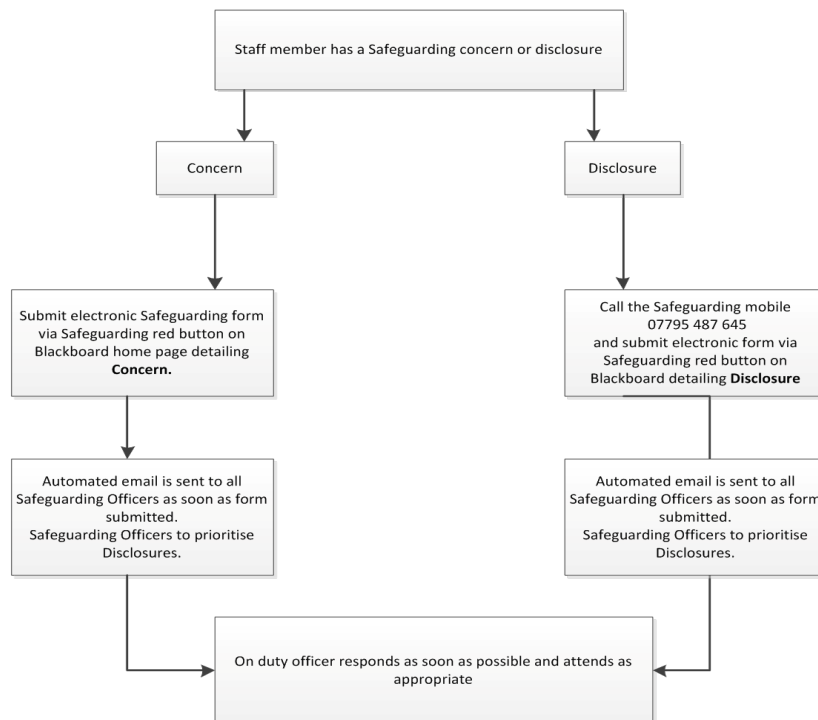 Staff member has a Safeguarding concern or disclosure
Concern
Disclosure
Submit electronic Safeguarding form
via Safeguarding red button on
Blackboard home page detailing
Concern.
Call the Safeguarding mobile
07795 487 645
and submit electronic form via
Safeguarding red button on
Blackboard detailing Disclosure
Automated email is sent to all
Safeguarding Officers as soon as form
submitted.
Safeguarding Officers to prioritise
Disclosures.
Automated email is sent to all
Safeguarding Officers as soon as form
submitted.
Safeguarding Officers to prioritise
Disclosures.
On duty officer responds as soon as possible and attends as
appropriate